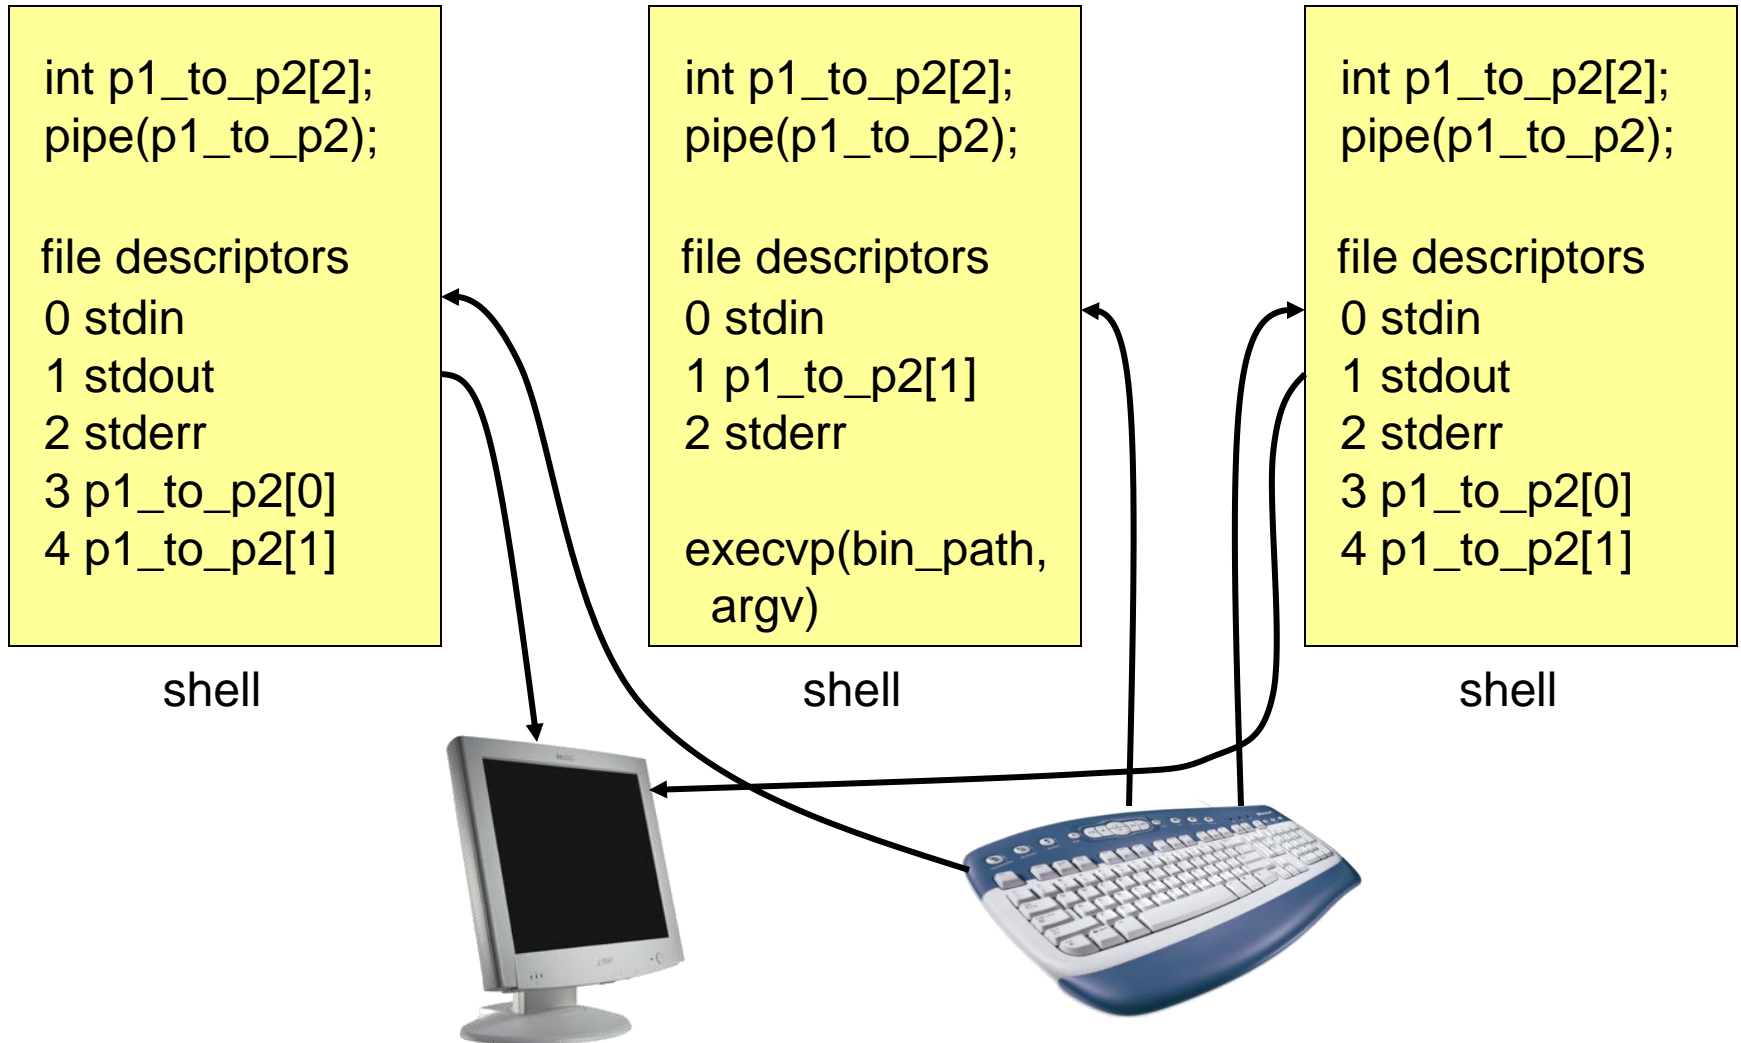 int p1_to_p2[2];
pipe(p1_to_p2);
file descriptors
0 stdin
1 stdout
2 stderr
3 p1_to_p2[0]
4 p1_to_p2[1]
shell
int p1_to_p2[2];
pipe(p1_to_p2);
file descriptors
0 stdin
1 p1_to_p2[1]
2 stderr
execvp(bin_path,
argv)
shell
int p1_to_p2[2];
pipe(p1_to_p2);
file descriptors
0 stdin
1 stdout
2 stderr
3 p1_to_p2[0]
4 p1_to_p2[1]
shell